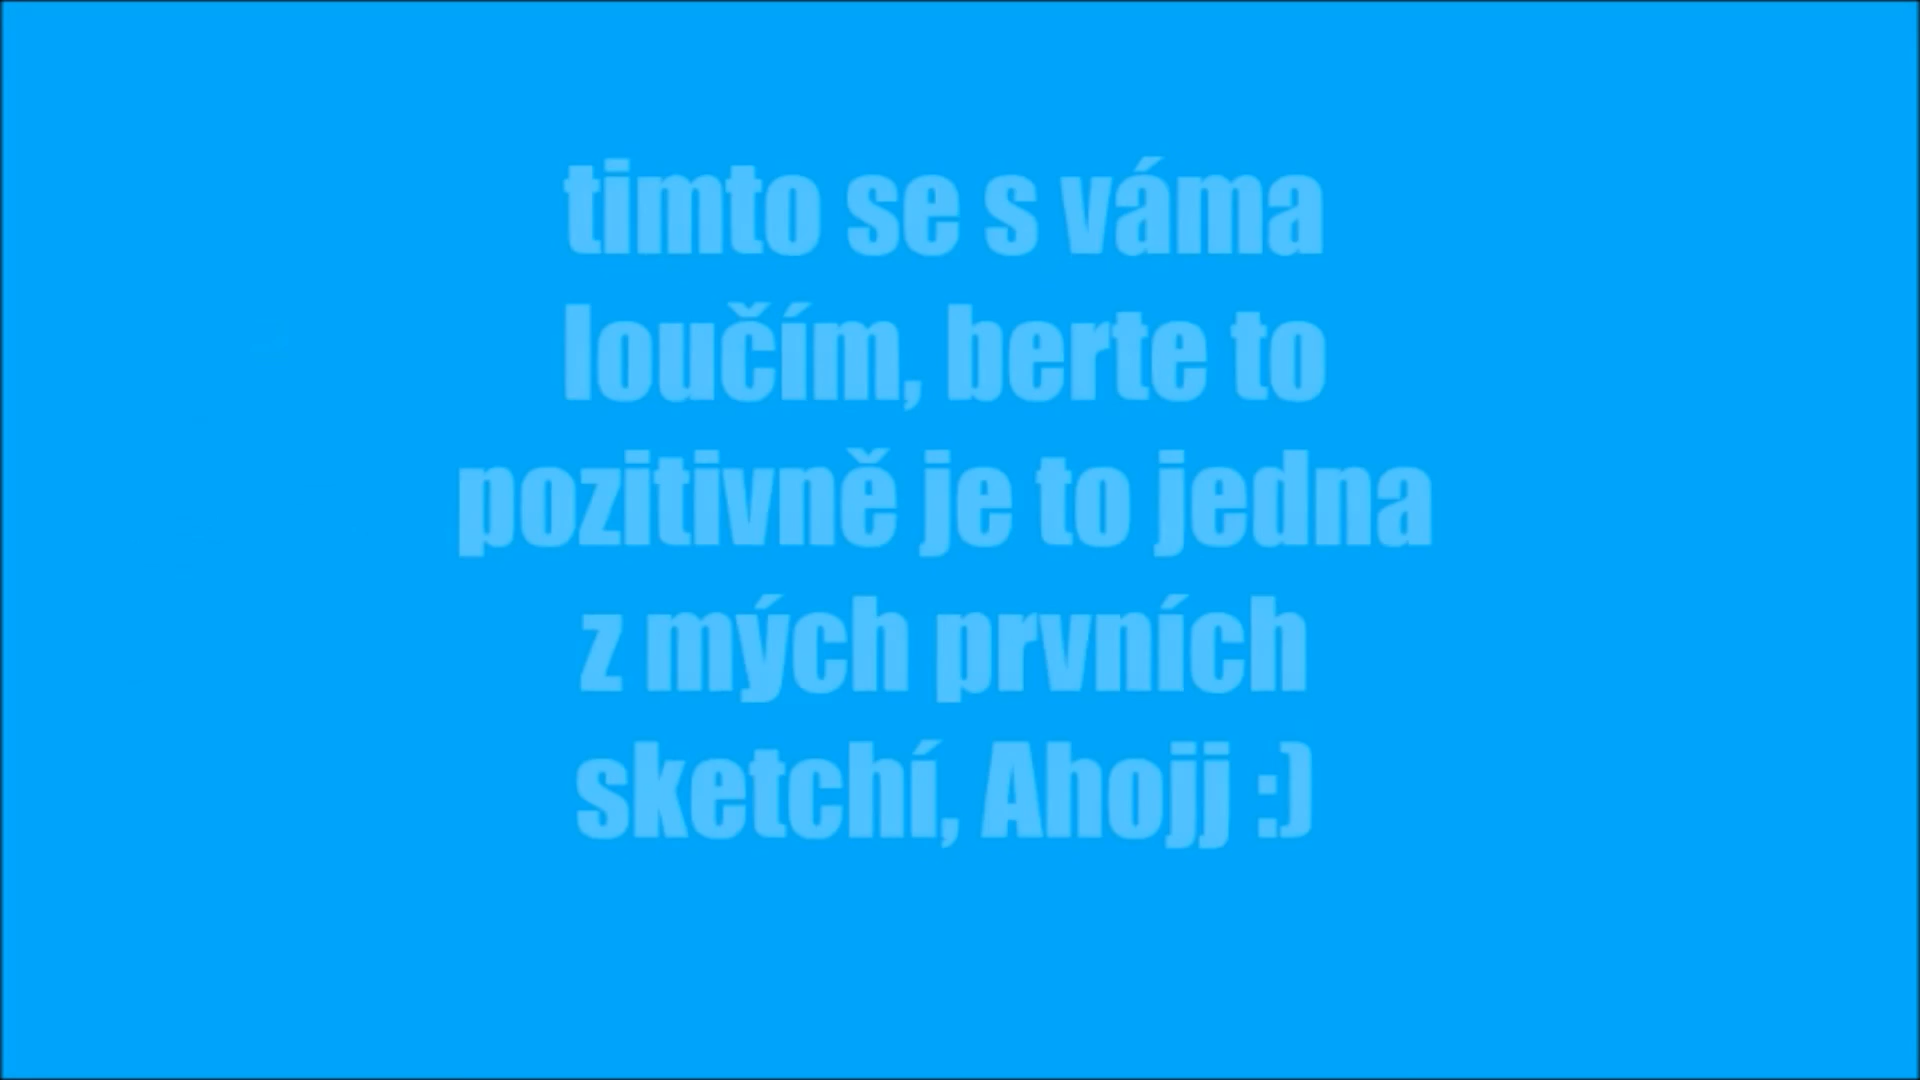 timto se s váma
loučím, berte to
pozitivně je to jedna
z mých prvních
sketchí, Ahojj :)